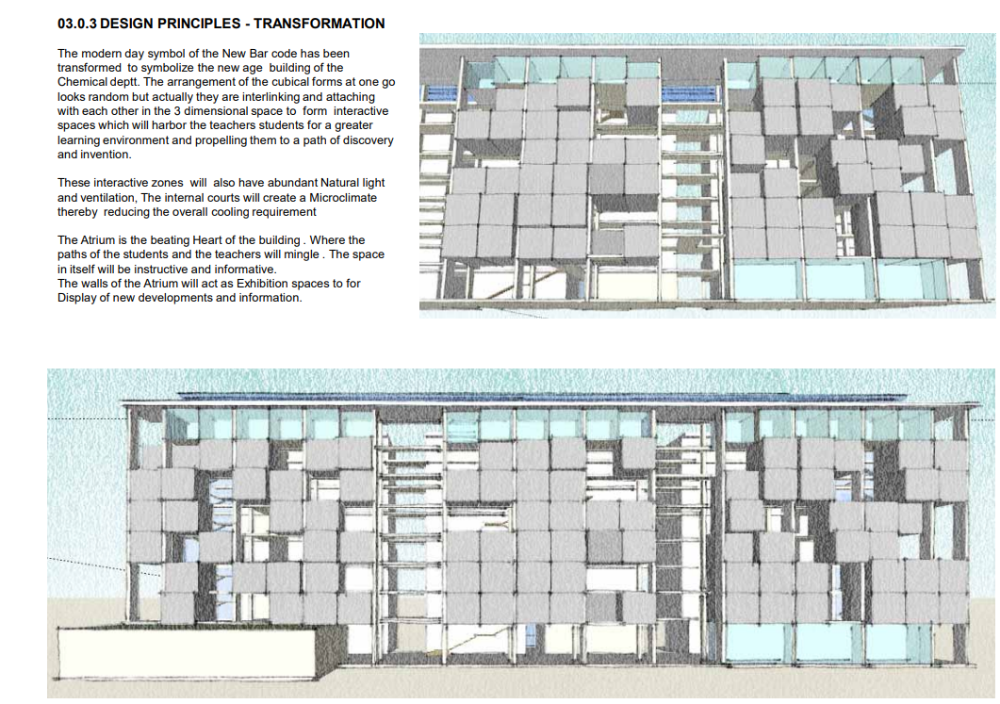 03.0.3 DESIGN PRINCIPLES - TRANSFORMATION
The modern day symbol of the New Bar code has been
transformed to symbolize the new age building of the
Chemical deptt. The arrangement of the cubical forms at one go
looks random but actually they are interlinking and attaching
with each other in the 3 dimensional space to form interactive
spaces which will harbor the teachers students for a greater
learning environment and propelling them to a path of discovery
and invention.
These interactive zones will also have abundant Natural light
and ventilation, The internal courts will create a Microclimate
thereby reducing the overall cooling requirement
The Atrium is the beating Heart of the building . Where the
paths of the students and the teachers will mingle . The space
in itself will be instructive and informative.
The walls of the Atrium will act as Exhibition spaces to for
Display of new developments and information.